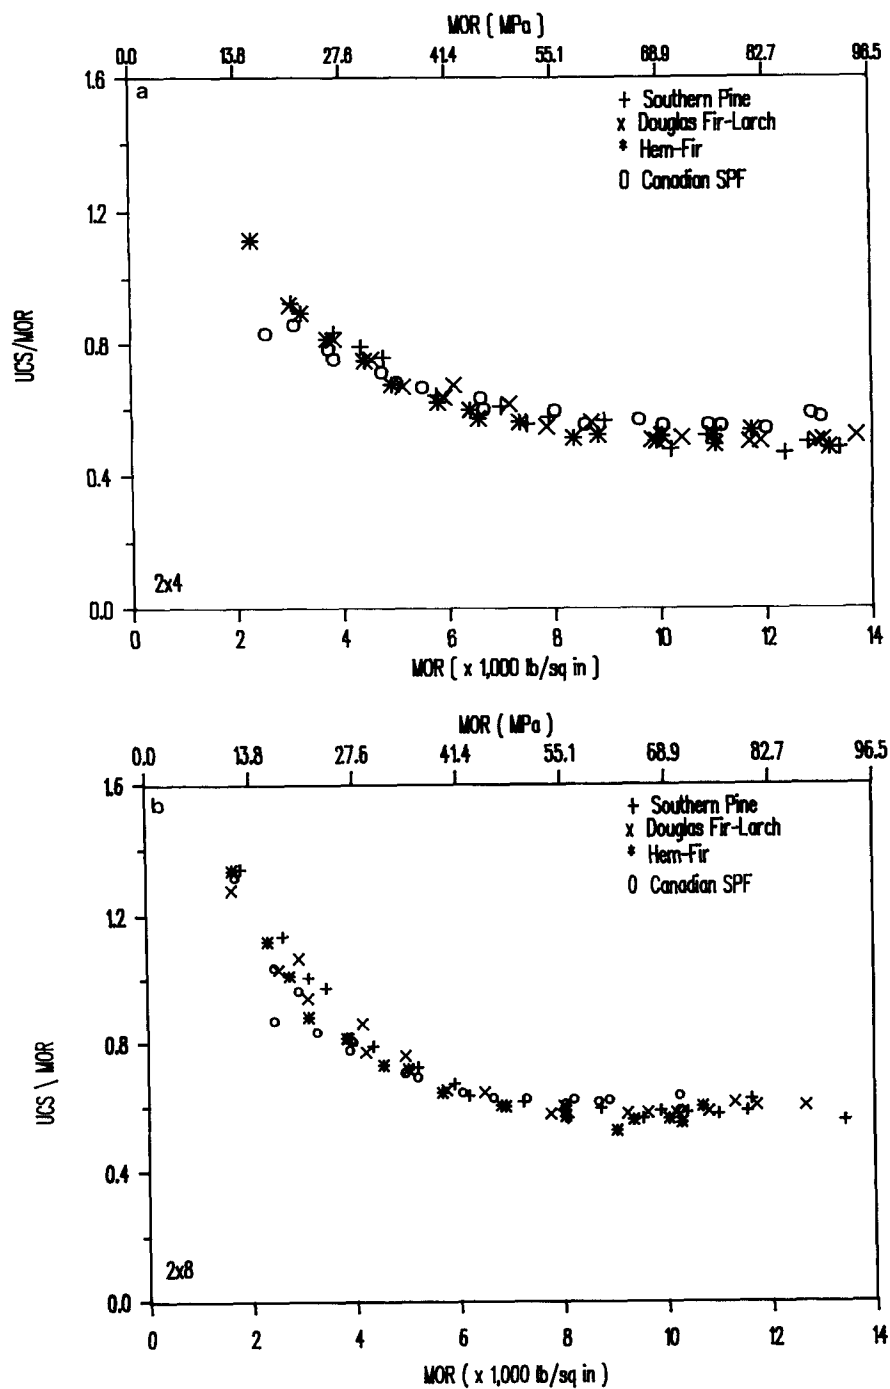 MOR ( MPa )
0.0 13.8 27.6 41.4 55.1 68.9 82.7 96.5
a
+ Southern Pine
x Douglas Fir-Larch
* Hem-Fir
O Canadian SPF
1.6
1.2
0.8
0.4
0.0
UCS/MOR
2x4
0 2 4 6 8 10 12 14
MOR ( x 1,000 lb/sq in )
MOR ( MPa )
0.0 13.8 27.6 41.4 55.1 68.9 82.7 96.5
b
+ Southern Pine
x Douglas Fir-Larch
* Hem-Fir
O Canadian SPF
1.6
1.2
0.8
0.4
0.0
UCS \ MOR
2x8
0 2 4 6 8 10 12 14
MOR ( x 1,000 lb/sq in )